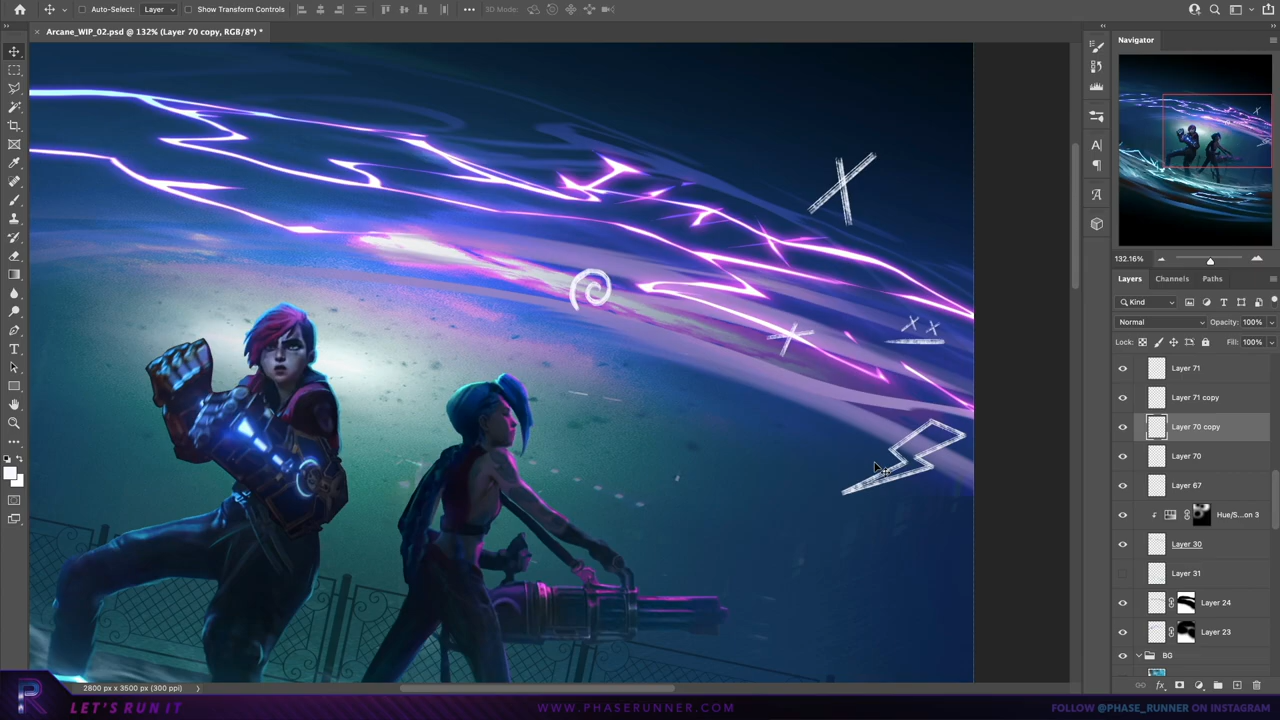 Auto-Select: Layer Show Transform Controls ••• 3D Mode:
× Arcane_WIP_02.psd @ 132% (Layer 70 copy, RGB/8*) *
Navigator
132.16%
Layers Channels Paths
Kind
Normal Opacity: 100%
Lock: Fill: 100%
Layer 71
Layer 71 copy
Layer 70 copy
Layer 70
Layer 67
Hue/S...on 3
Layer 30
Layer 31
Layer 24
Layer 23
BG
2800 px x 3500 px (300 ppi)
LET'S RUN IT WWW.PHASERUNNER.COM FOLLOW @PHASE_RUNNER ON INSTAGRAM